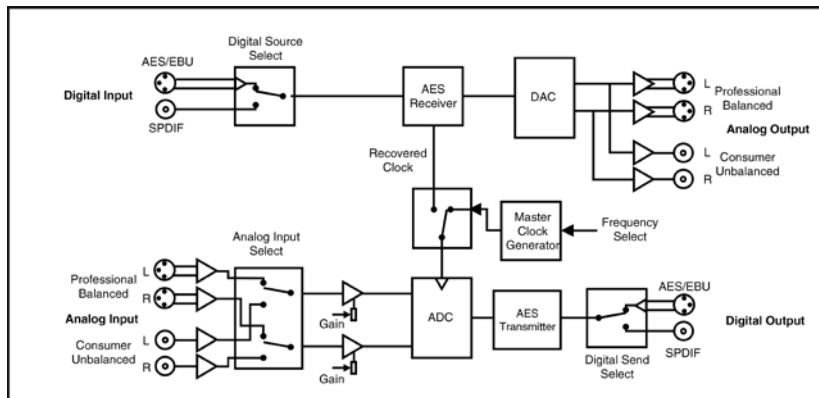 Digital Source
Select
AES/EBU
Digital Input
SPDIF
AES
Receiver
DAC
L
Professional
Balanced
R
Analog Output
L
Consumer
Unbalanced
R
Recovered
Clock
Master
Clock
Generator
Frequency
Select
Analog Input
Select
Professional
Balanced
L
R
Analog Input
Consumer
Unbalanced
L
R
Gain
Gain
ADC
AES
Transmitter
AES/EBU
Digital Output
SPDIF
Digital Send
Select